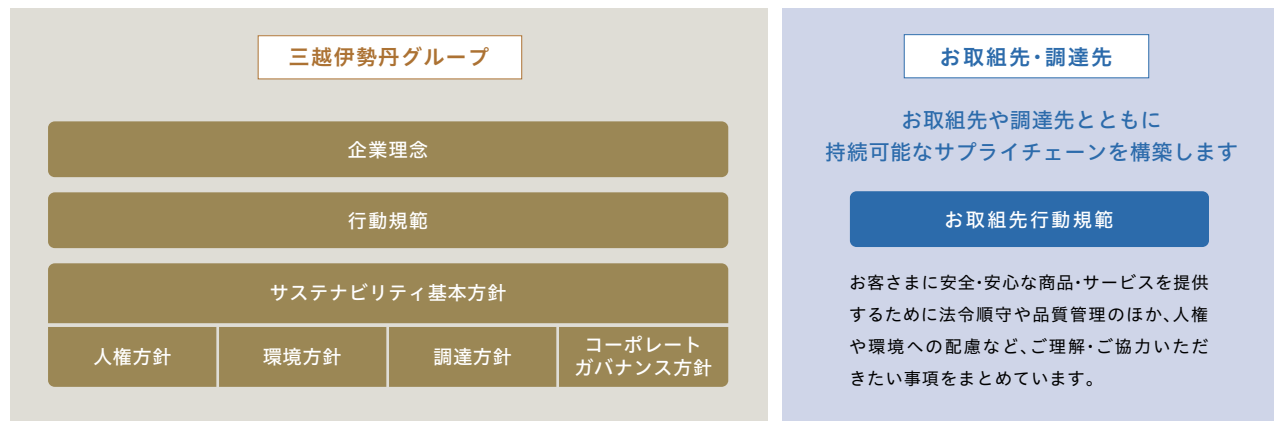 三越伊勢丹グループ
企業理念
行動規範
サステナビリティ基本方針
人権方針
環境方針
調達方針
コーポレート
ガバナンス方針
お取組先・調達先
お取組先や調達先とともに
持続可能なサプライチェーンを構築します
お取組先行動規範
お客さまに安全・安心な商品・サービスを提供
するために法令順守や品質管理のほか、人権
や環境への配慮など、ご理解・ご協力いただ
きたい事項をまとめています。